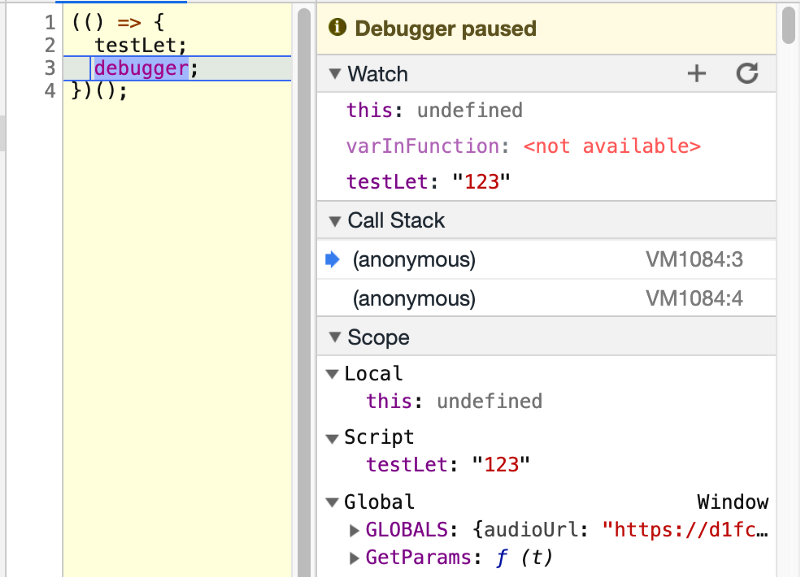 1 (() => {
2   testLet;
3   debugger;
4 })();
Debugger paused
Watch
this: undefined
varInFunction: <not available>
testLet: "123"
Call Stack
(anonymous) VM1084:3
(anonymous) VM1084:4
Scope
Local
this: undefined
Script
testLet: "123"
Global Window
GLOBALS: {audioUrl: "https://d1fc…
GetParams: ƒ (t)